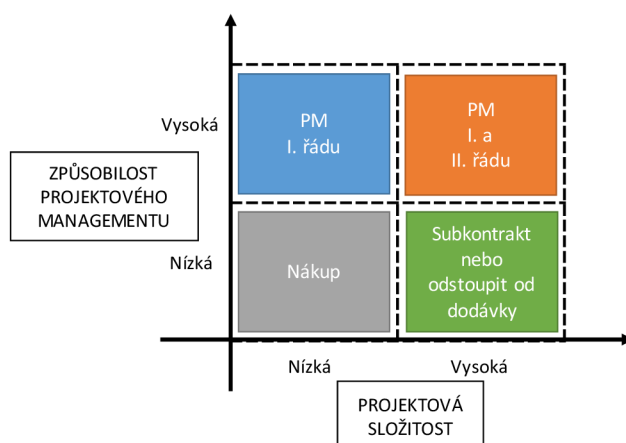 Vysoká
PM
I. řádu
PM
I. a
II. řádu
ZPŮSOBILOST
PROJEKTOVÉHO
MANAGEMENTU
Nízká
Nákup
Subkontrakt
nebo
odstoupit od
dodávky
Nízká
Vysoká
PROJEKTOVÁ
SLOŽITOST